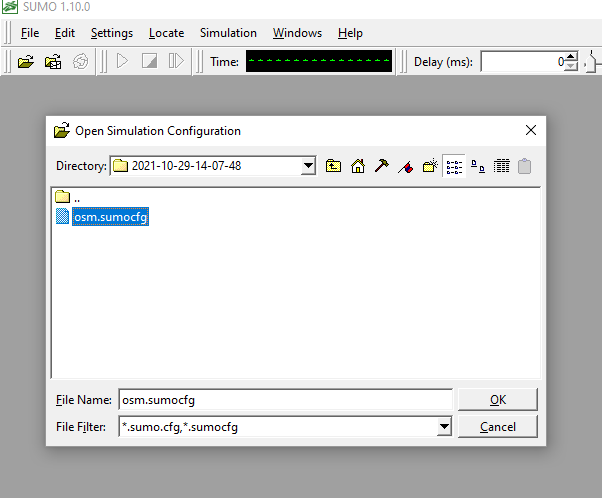 SUMO 1.10.0
File Edit Settings Locate Simulation Windows Help
Time: Delay (ms): 0
Open Simulation Configuration
Directory: 2021-10-29-14-07-48
..
osm.sumocfg
File Name: osm.sumocfg OK
File Filter: *.sumo.cfg,*.sumocfg Cancel